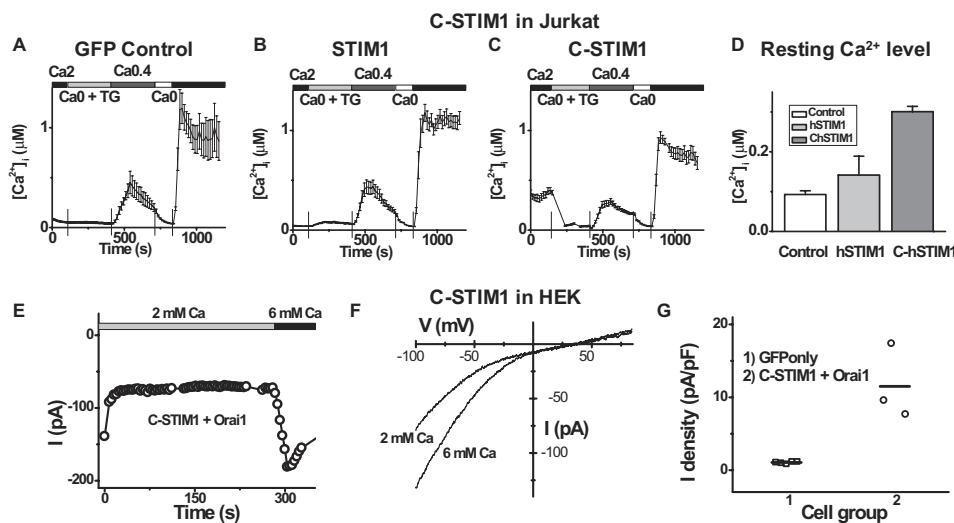 C-STIM1 in Jurkat
A GFP Control
Ca2 Ca0.4
Ca0 + TG Ca0
[Ca²⁺]ᵢ (μM)
1
0
0 500 1000
Time (s)
B STIM1
Ca0.4
Ca0 + TG Ca0
[Ca²⁺]ᵢ (μM)
1
0
0 500 1000
Time (s)
C C-STIM1
Ca0.4
Ca0 + TG Ca0
[Ca²⁺]ᵢ (μM)
1
0
0 500 1000
Time (s)
D Resting Ca²⁺ level
Control
hSTIM1
ChSTIM1
[Ca²⁺]ᵢ (μM)
0.2
0.0
Control hSTIM1 C-hSTIM1
C-STIM1 in HEK
E 2 mM Ca 6 mM Ca
I (pA)
0
-100
-200
C-STIM1 + Orai1
0 150 300
Time (s)
F
V (mV)
-100 -50 50
-50
I (pA)
-100
2 mM Ca
6 mM Ca
G
I density (pA/pF)
20
10
0
1) GFPonly
2) C-STIM1 + Orai1
1 2
Cell group